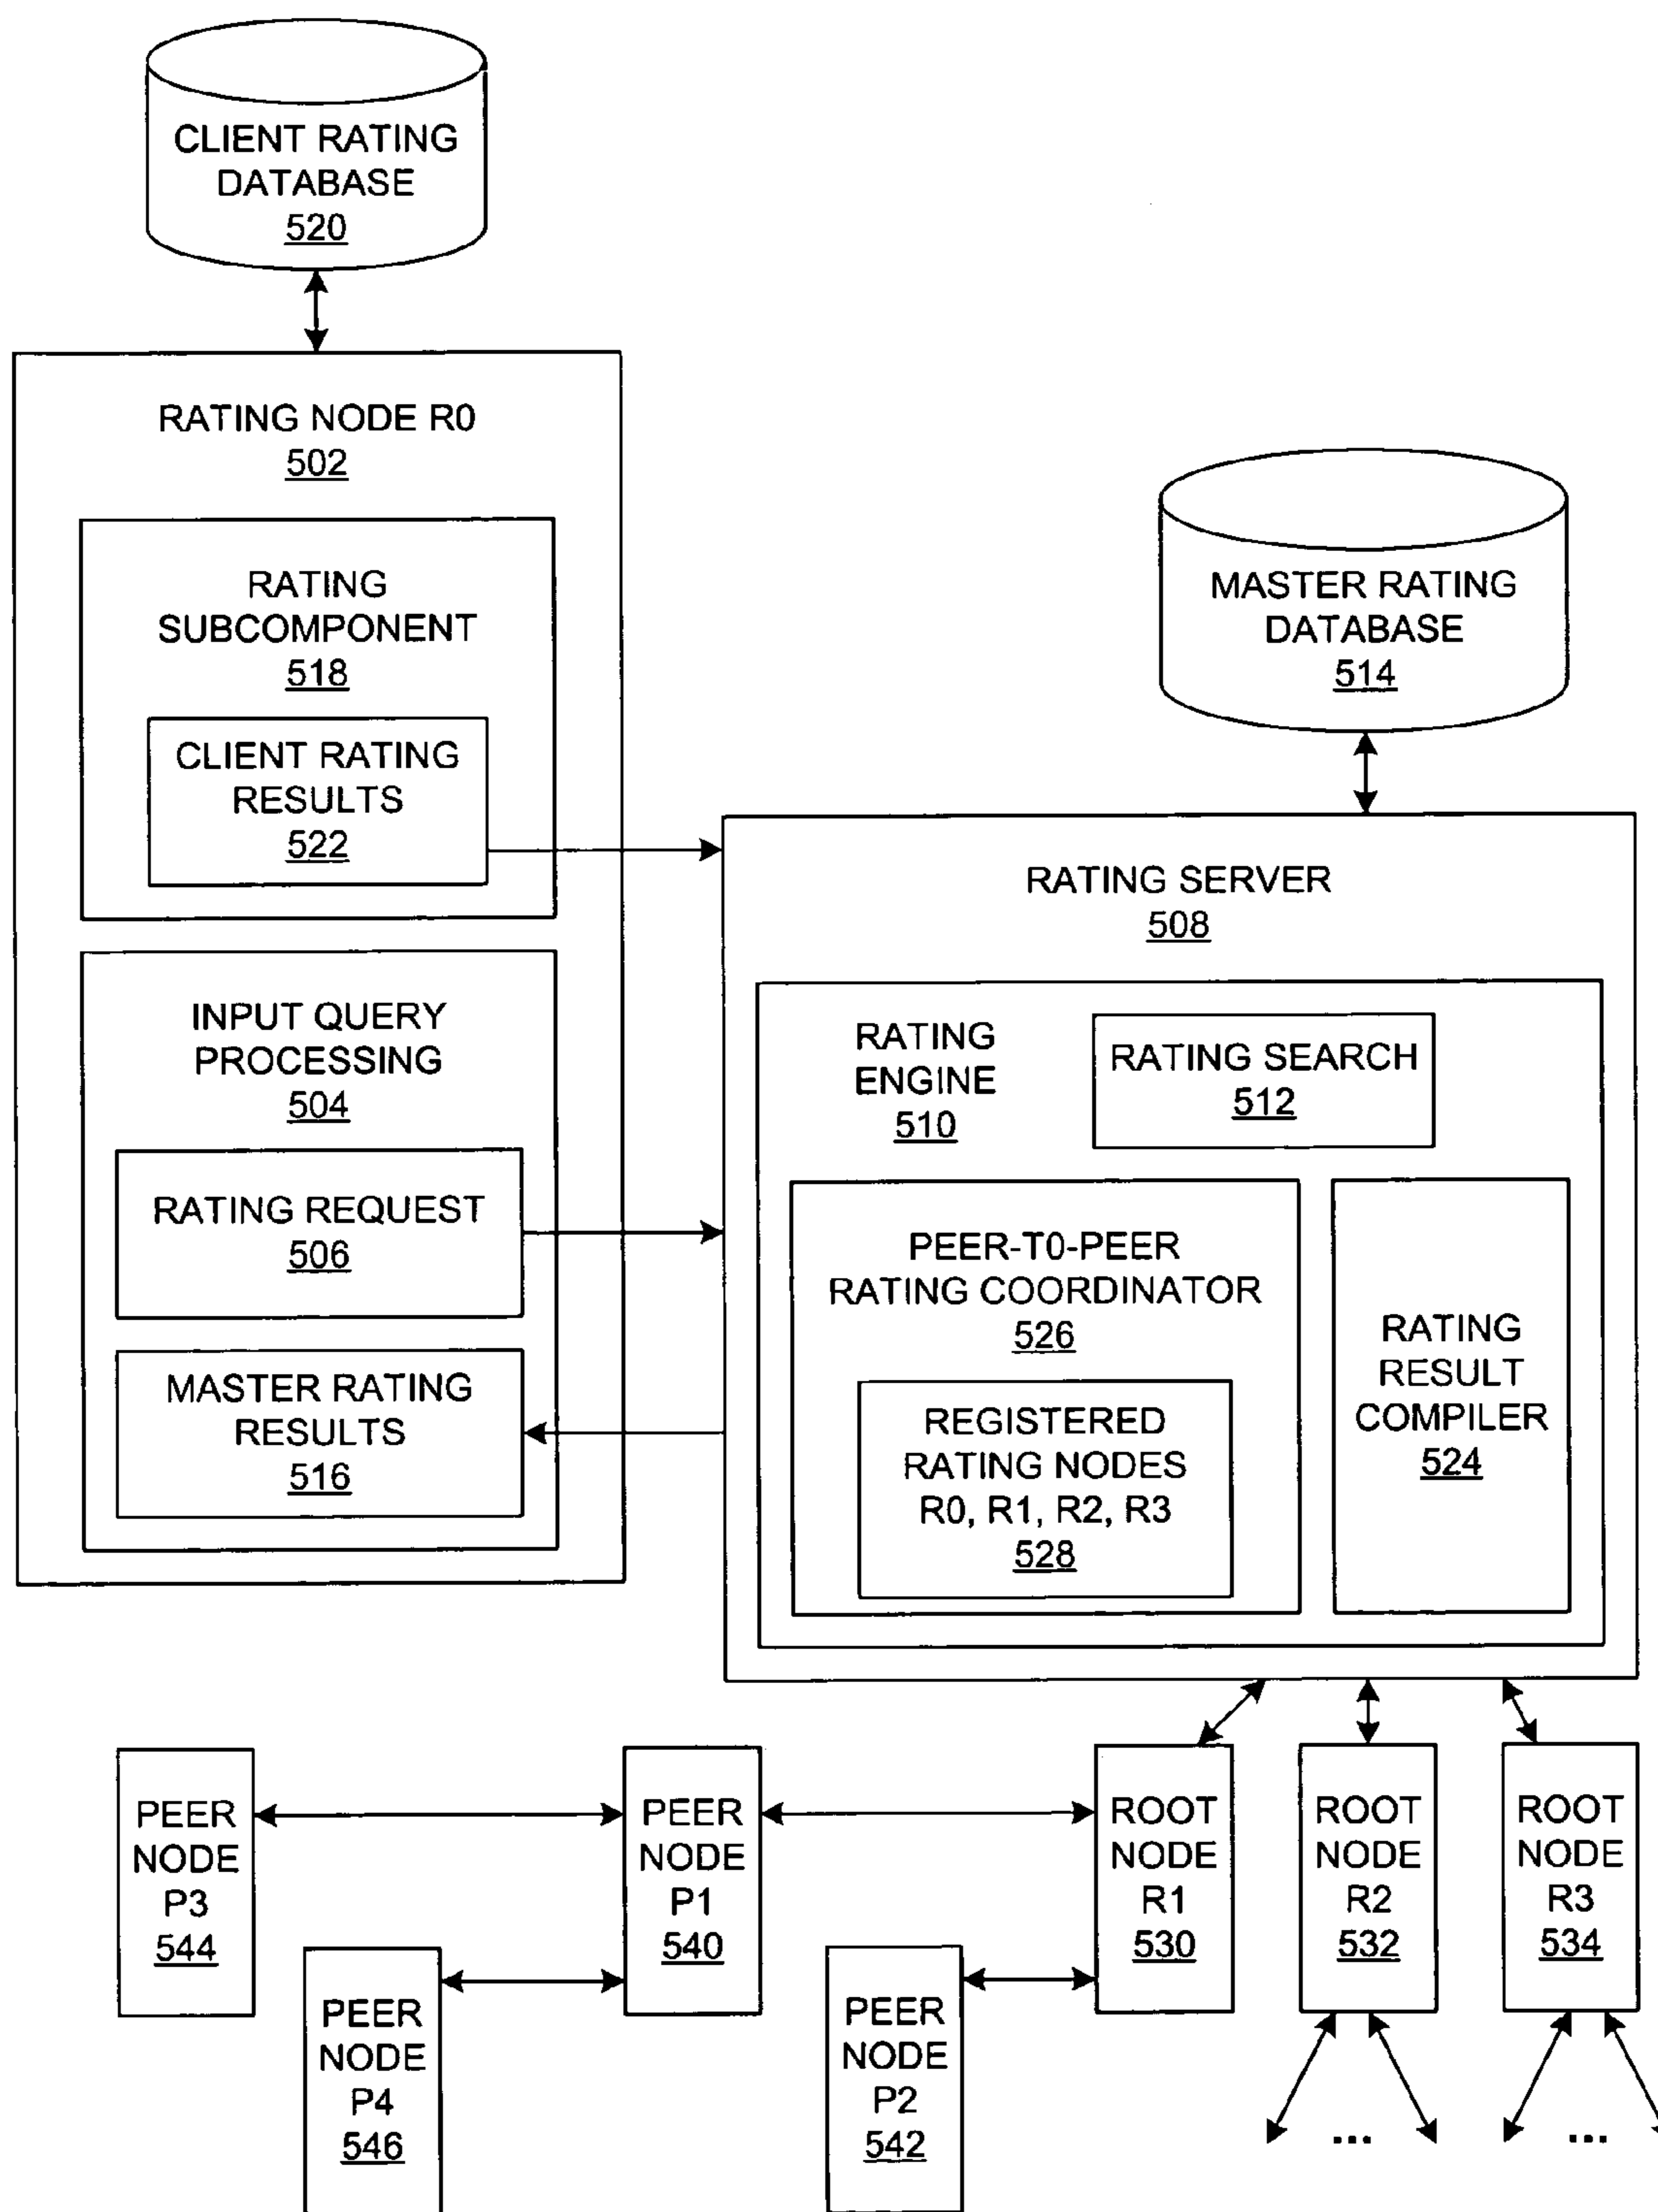 CLIENT RATING
DATABASE
520
RATING NODE R0
502
RATING
SUBCOMPONENT
518
CLIENT RATING
RESULTS
522
INPUT QUERY
PROCESSING
504
RATING REQUEST
506
MASTER RATING
RESULTS
516
MASTER RATING
DATABASE
514
RATING SERVER
508
RATING
ENGINE
510
RATING SEARCH
512
PEER-T0-PEER
RATING COORDINATOR
526
REGISTERED
RATING NODES
R0, R1, R2, R3
528
RATING
RESULT
COMPILER
524
PEER
NODE
P3
544
PEER
NODE
P4
546
PEER
NODE
P1
540
PEER
NODE
P2
542
ROOT
NODE
R1
530
ROOT
NODE
R2
532
ROOT
NODE
R3
534
...
...